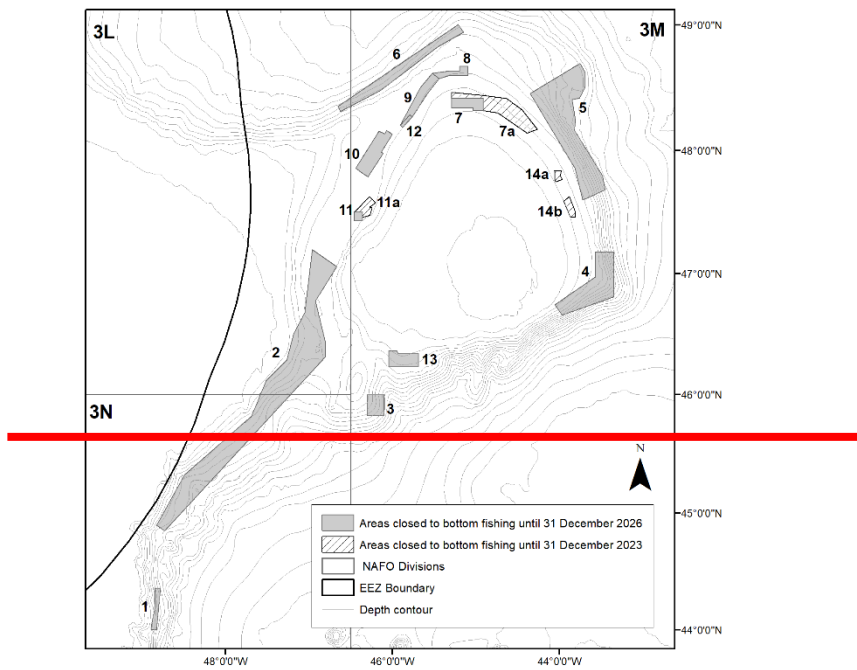 3L
3M
49°0'0"N
6
8
9
5
7
12
7a
10
48°0'0"N
14a
11
11a
14b
4
47°0'0"N
2
13
46°0'0"N
3N
3
N
45°0'0"N
Areas closed to bottom fishing until 31 December 2026
Areas closed to bottom fishing until 31 December 2023
NAFO Divisions
EEZ Boundary
Depth contour
1
44°0'0"N
48°0'0"W
46°0'0"W
44°0'0"W